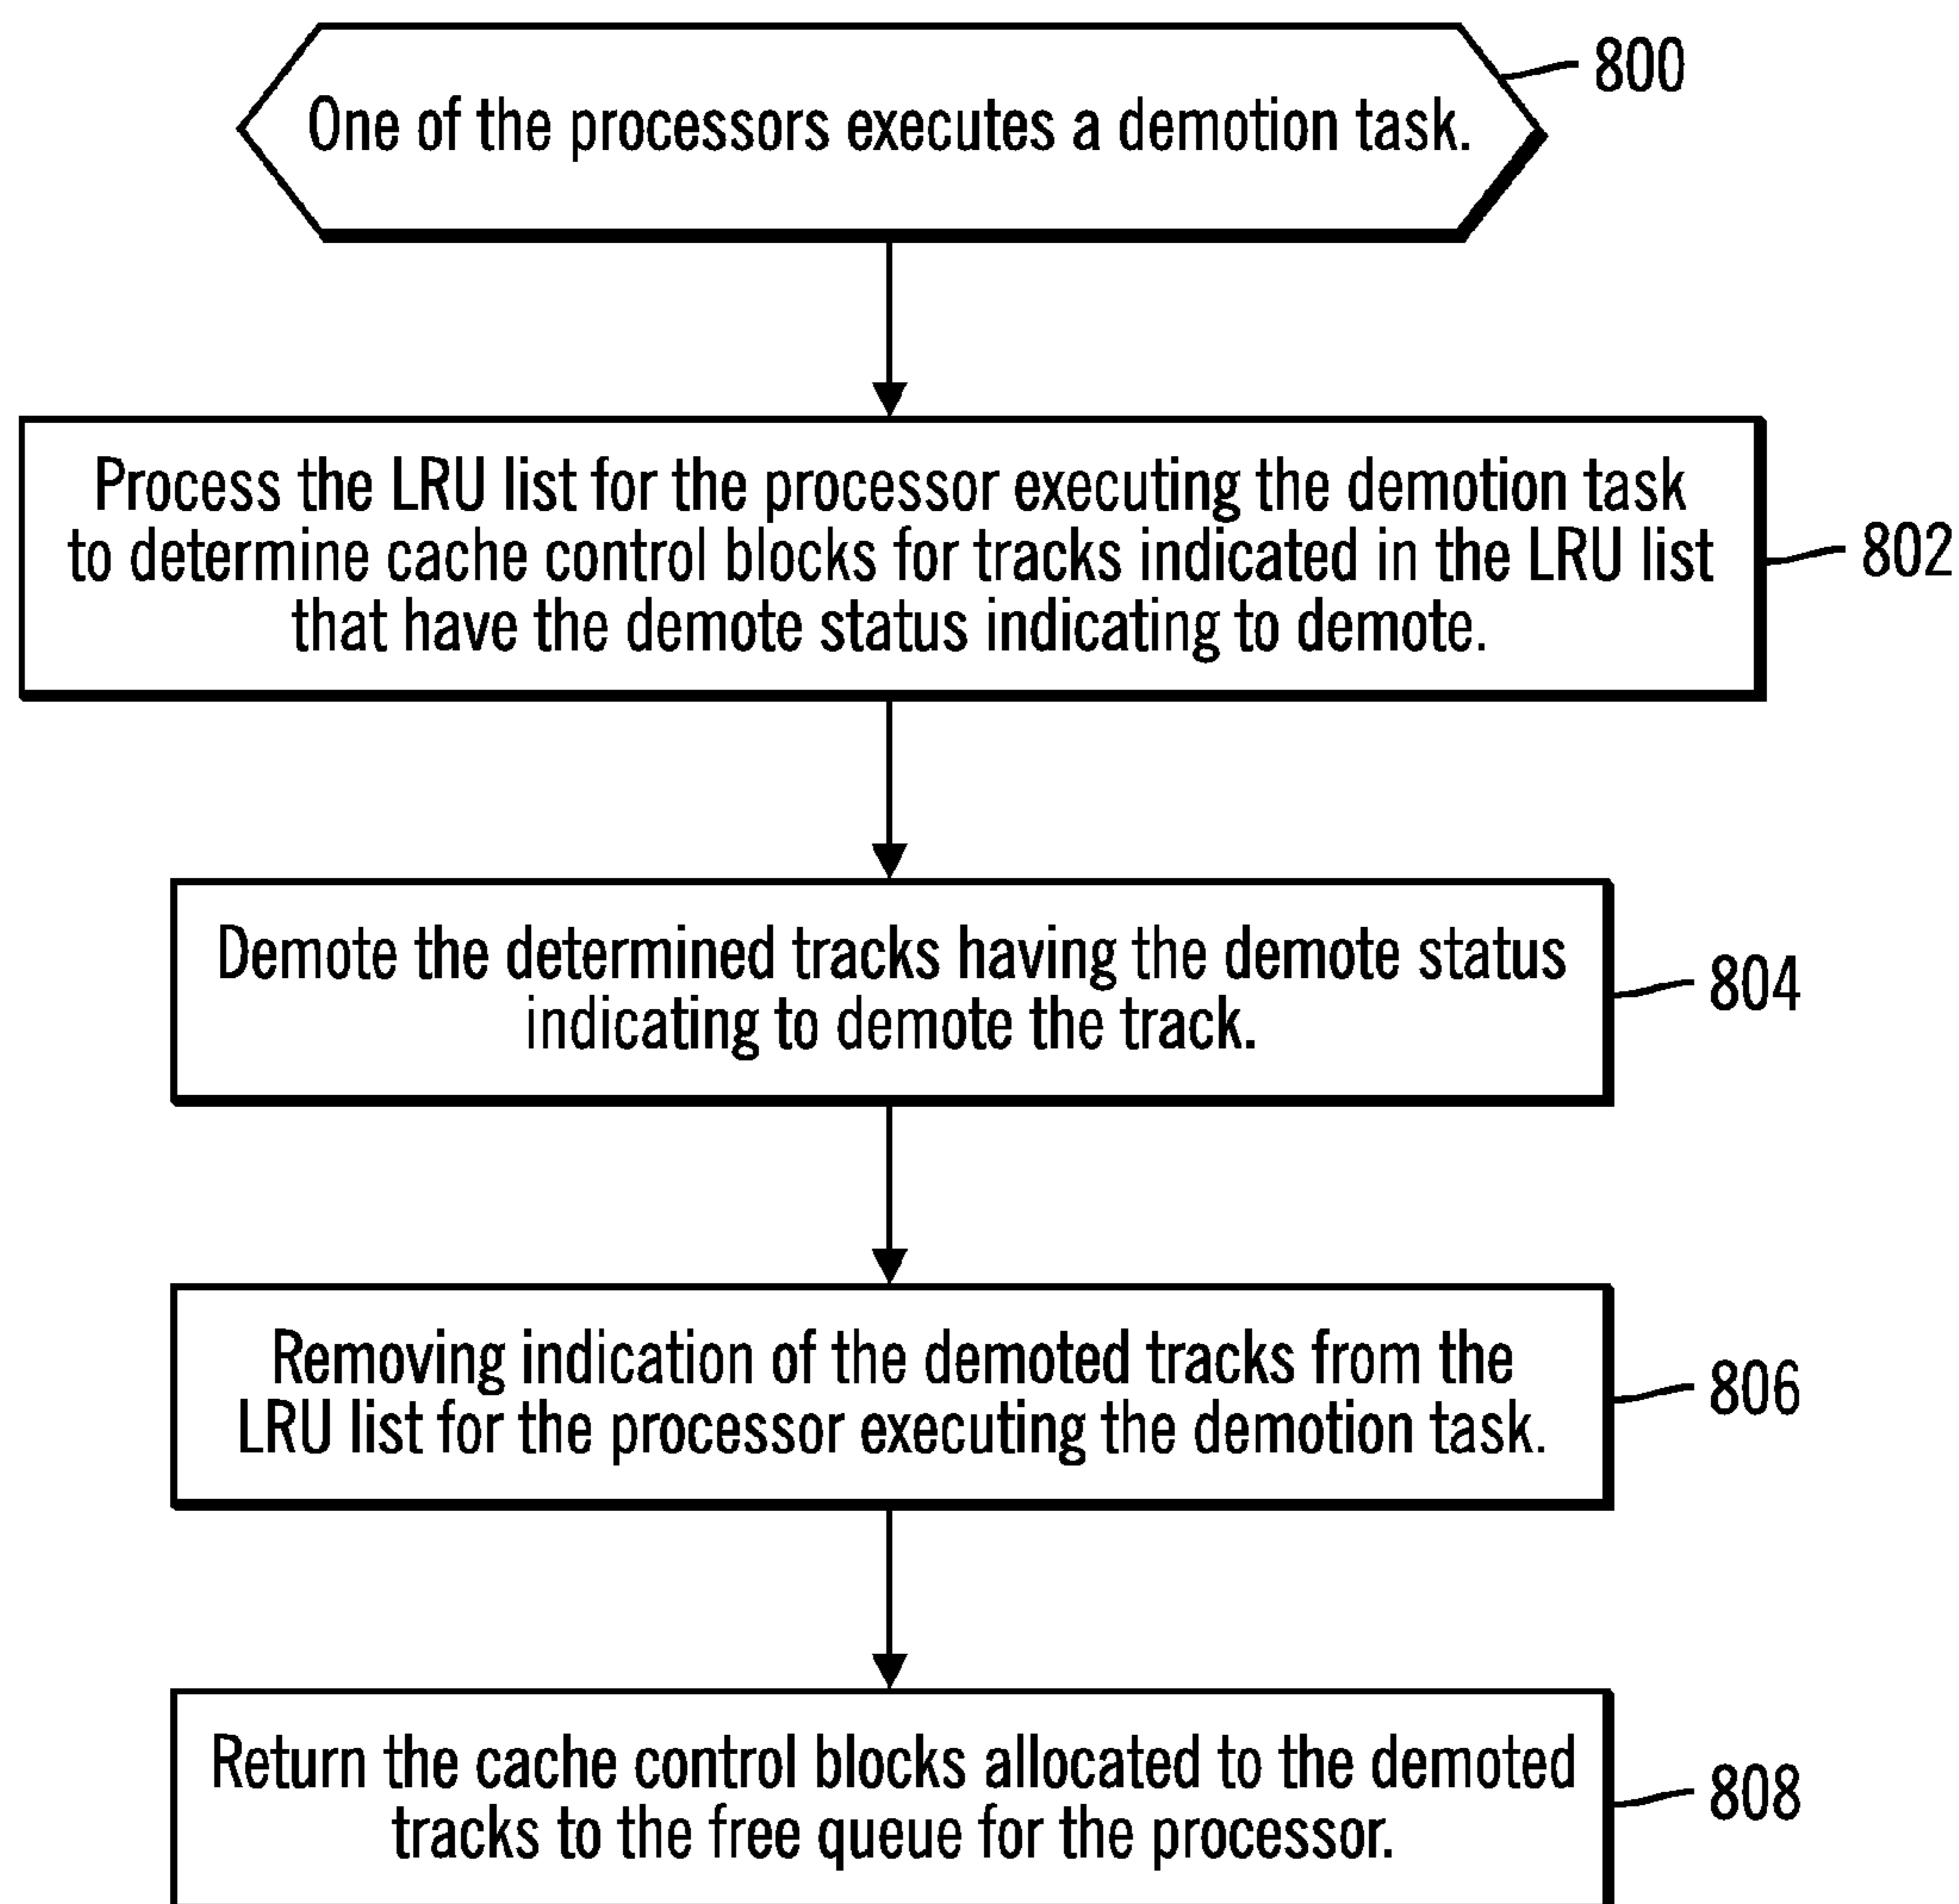 One of the processors executes a demotion task.
800
Process the LRU list for the processor executing the demotion task
to determine cache control blocks for tracks indicated in the LRU list
that have the demote status indicating to demote.
802
Demote the determined tracks having the demote status
indicating to demote the track.
804
Removing indication of the demoted tracks from the
LRU list for the processor executing the demotion task.
806
Return the cache control blocks allocated to the demoted
tracks to the free queue for the processor.
808